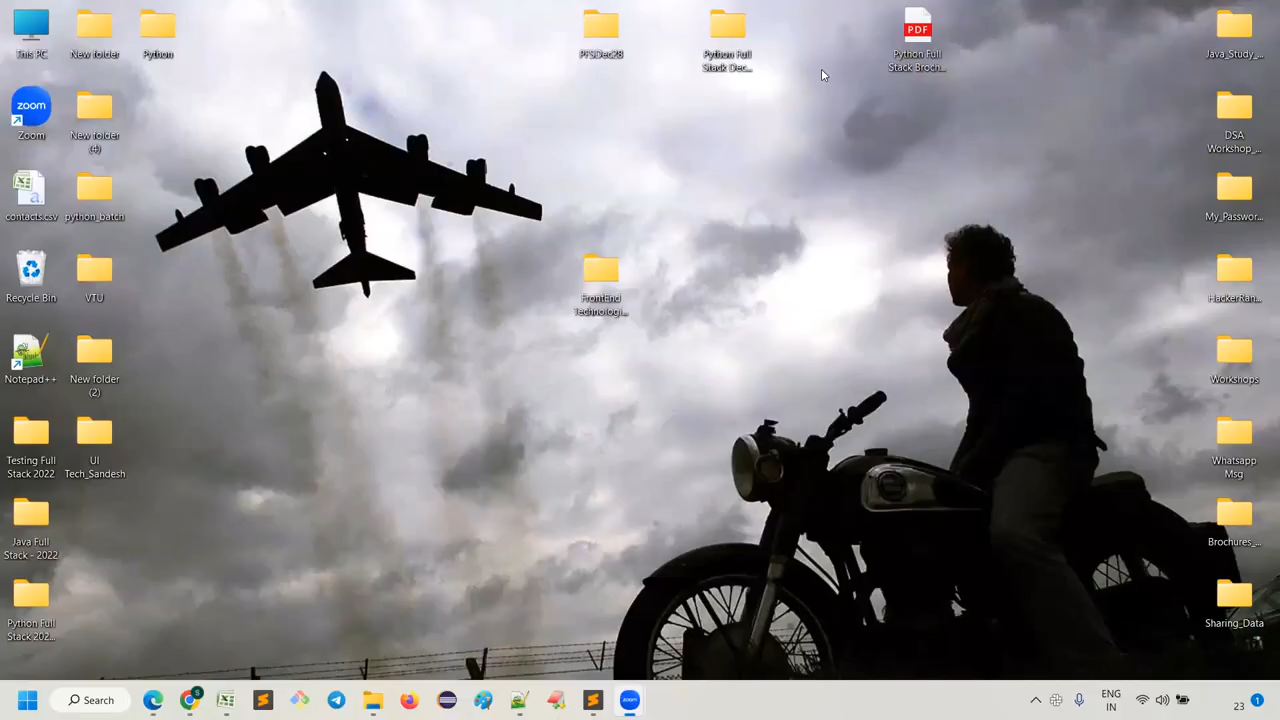 This PC
New folder
Python
PFSDec28
Python Full
Stack Dec...
PDF
Python Full
Stack Broch...
Java_Study_...
zoom
Zoom
New folder
(4)
DSA
Workshop_...
contacts.csv
python_batch
My_Passwor...
Recycle Bin
VTU
FrontEnd
Technologi...
HackerRan...
Notepad++
New folder
(2)
Workshops
Testing Full
Stack 2022
UI
Tech_Sandesh
Whatsapp
Msg
Java Full
Stack - 2022
Brochures_...
Python Full
Stack 202...
Sharing_Data
Search
S
zoom
ENG
IN
23
1